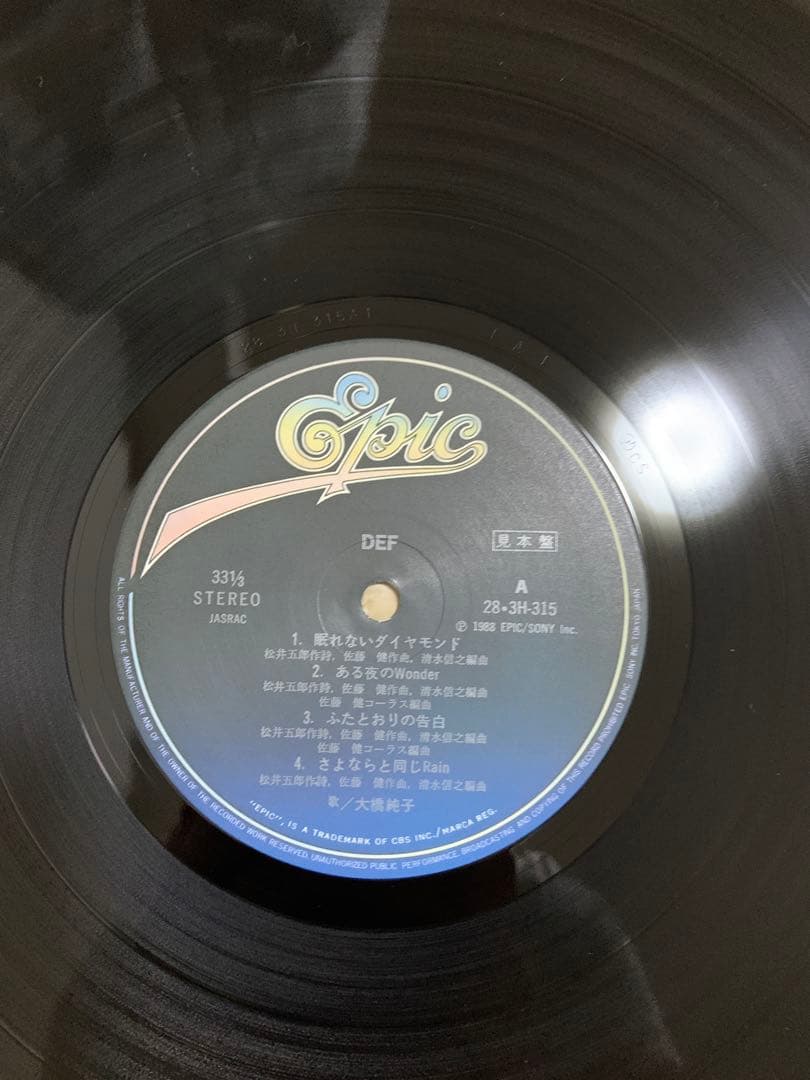 28 3H 315A1
1 A 1
Epic
DEF
見本盤
33⅓
STEREO
JASRAC
A
28・3H-315
Ⓟ 1988 EPIC/SONY Inc.
1. 眠れないダイヤモンド
松井五郎作詩, 佐藤 健作曲, 清水信之編曲
2. ある夜のWonder
松井五郎作詩, 佐藤 健作曲, 清水信之編曲
佐藤 健コーラス編曲
3. ふたとおりの告白
松井五郎作詩, 佐藤 健作曲, 清水信之編曲
佐藤 健コーラス編曲
4. さよならと同じRain
松井五郎作詩, 佐藤 健作曲, 清水信之編曲
歌／大橋純子
"EPIC", IS A TRADEMARK OF CBS INC./MARCA REG.
ALL RIGHTS OF THE MANUFACTURER AND OF THE OWNER OF THE RECORDED WORK RESERVED. UNAUTHORIZED PUBLIC PERFORMANCE, BROADCASTING AND COPYING OF THIS RECORD PROHIBITED EPIC SONY INC. TOKYO JAPAN